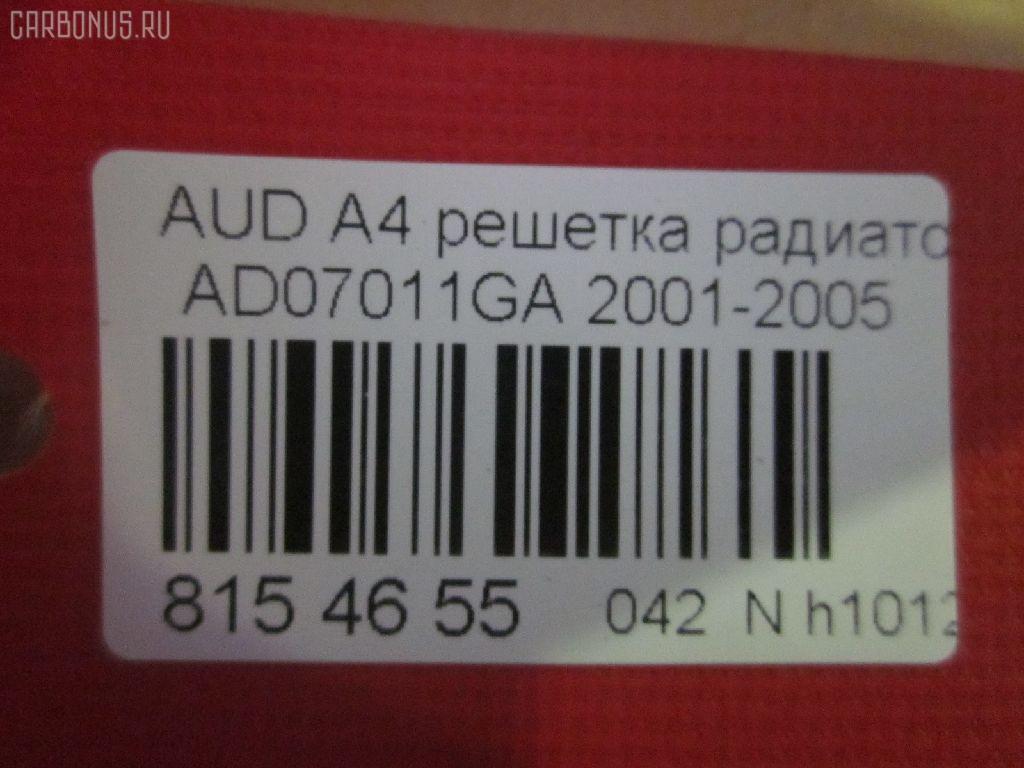 CARBONUS.RU
AUD A4 решетка радиато
AD07011GA 2001-2005
815 46 55 042 N h1012